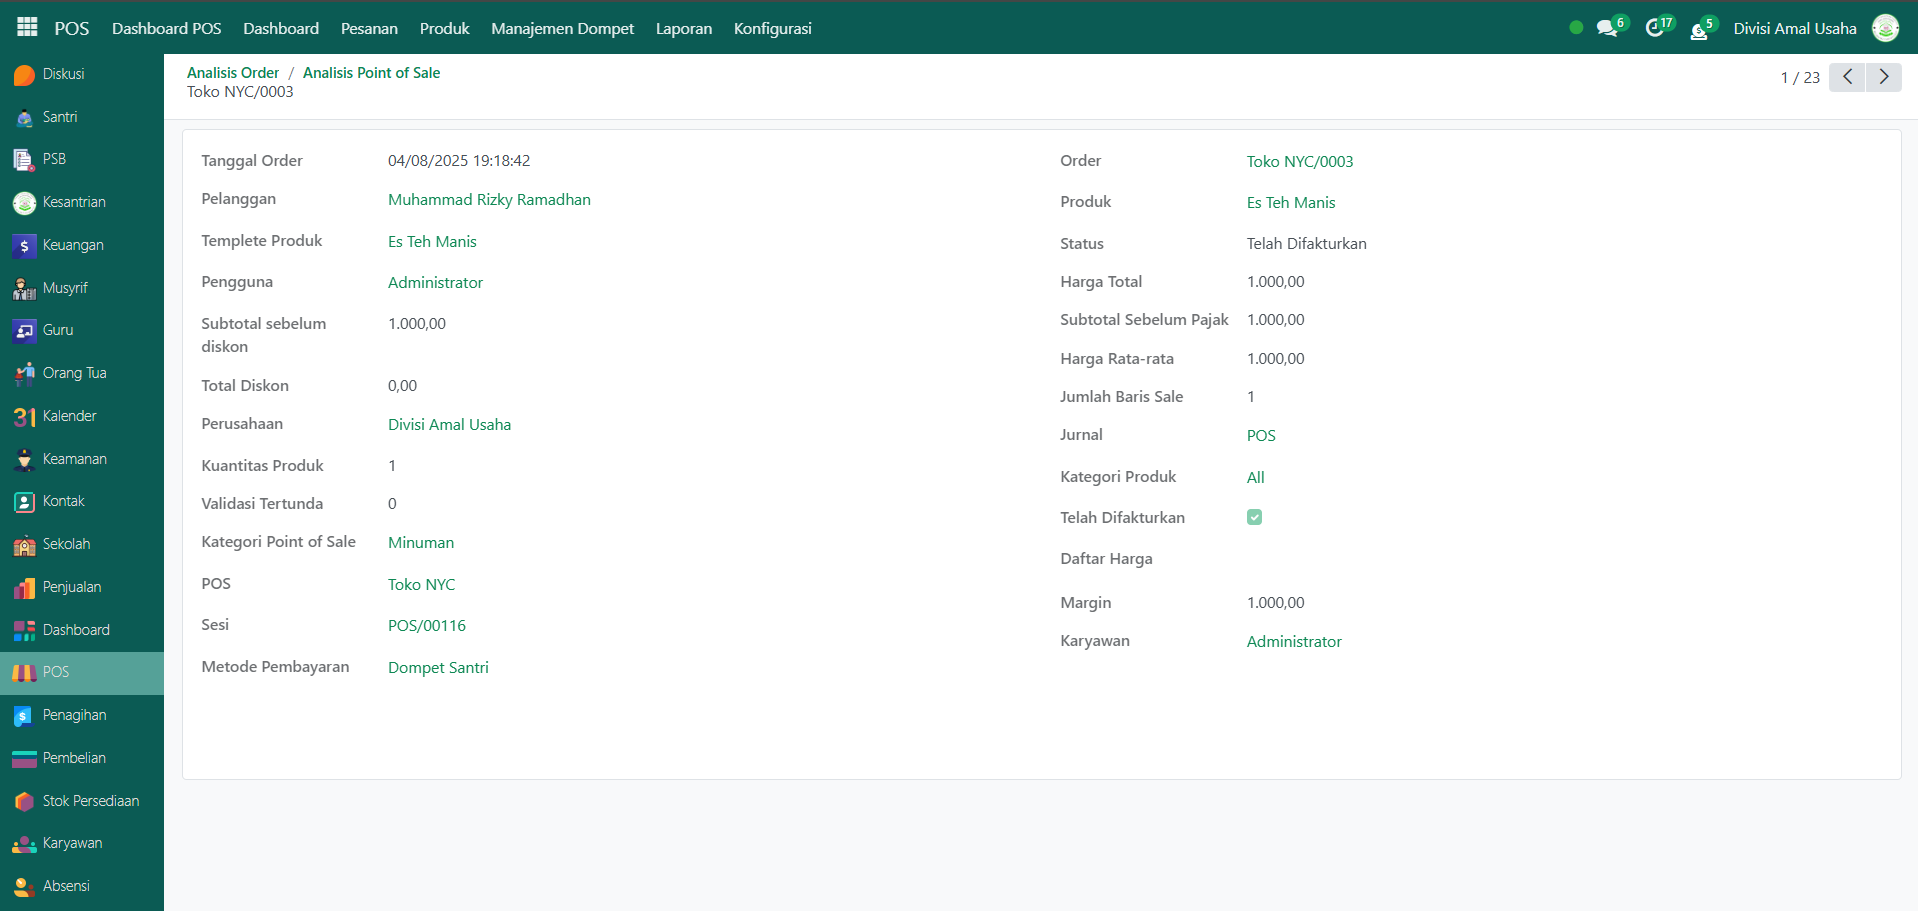 POS
Dashboard POS
Dashboard
Pesanan
Produk
Manajemen Dompet
Laporan
Konfigurasi
6
17
5
Divisi Amal Usaha
Diskusi
Santri
PSB
Kesantrian
Keuangan
Musyrif
Guru
Orang Tua
31 Kalender
Keamanan
Kontak
Sekolah
Penjualan
Dashboard
POS
Penagihan
Pembelian
Stok Persediaan
Karyawan
Absensi
Analisis Order / Analisis Point of Sale
Toko NYC/0003
1 / 23
Tanggal Order 04/08/2025 19:18:42
Pelanggan Muhammad Rizky Ramadhan
Templete Produk Es Teh Manis
Pengguna Administrator
Subtotal sebelum 1.000,00
diskon
Total Diskon 0,00
Perusahaan Divisi Amal Usaha
Kuantitas Produk 1
Validasi Tertunda 0
Kategori Point of Sale Minuman
POS Toko NYC
Sesi POS/00116
Metode Pembayaran Dompet Santri
Order Toko NYC/0003
Produk Es Teh Manis
Status Telah Difakturkan
Harga Total 1.000,00
Subtotal Sebelum Pajak 1.000,00
Harga Rata-rata 1.000,00
Jumlah Baris Sale 1
Jurnal POS
Kategori Produk All
Telah Difakturkan
Daftar Harga
Margin 1.000,00
Karyawan Administrator